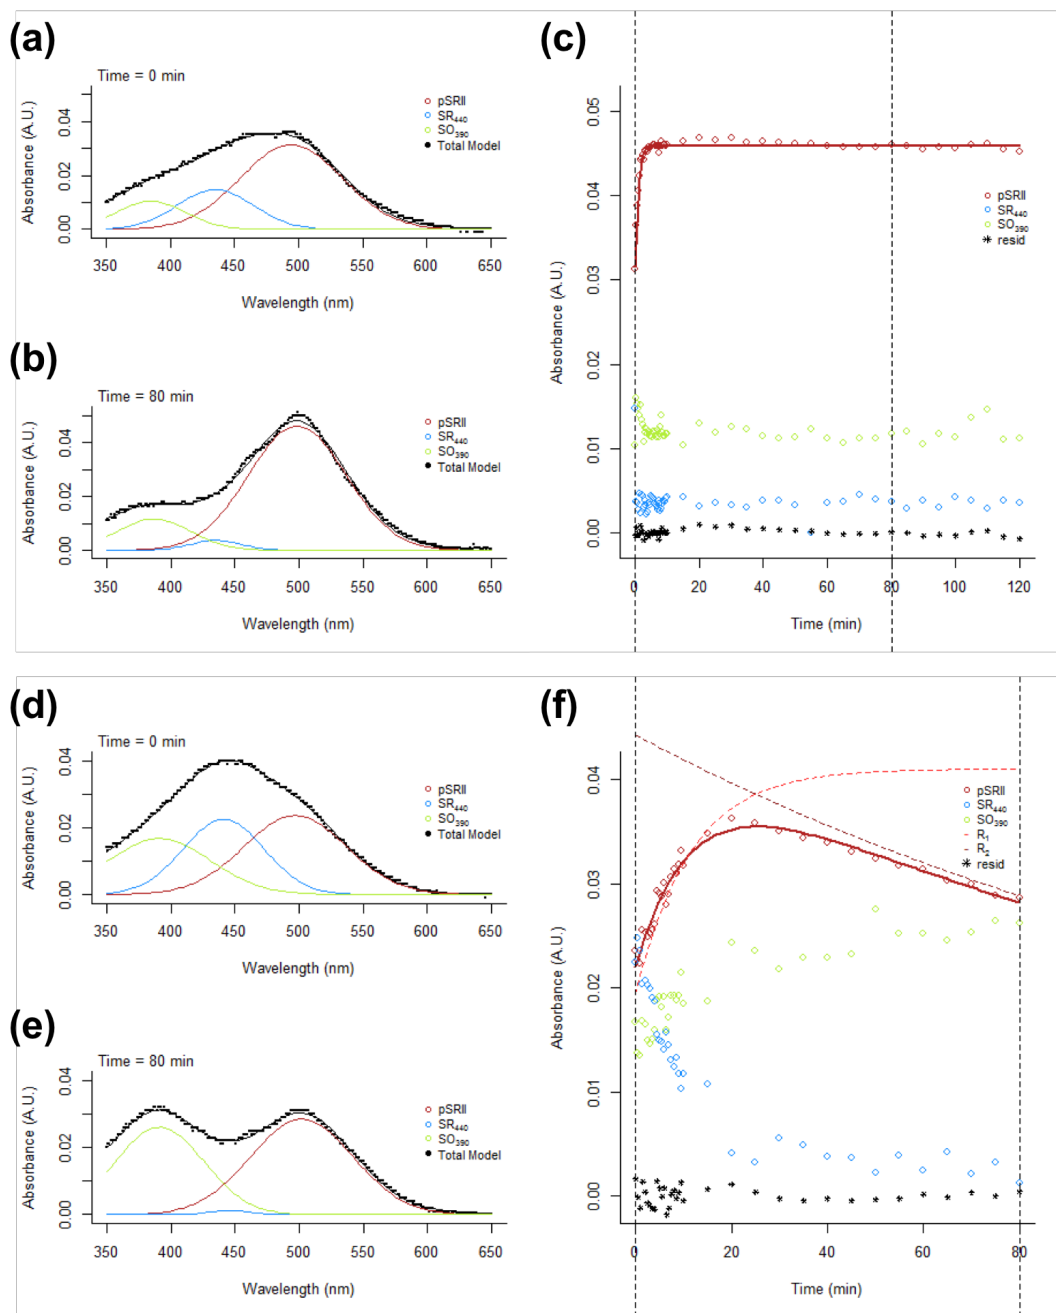 (a)
Time = 0 min
Absorbance (A.U.)
0.00 0.02 0.04
pSRII
SR440
SO390
Total Model
350 400 450 500 550 600 650
Wavelength (nm)
(b)
Time = 80 min
Absorbance (A.U.)
0.00 0.02 0.04
pSRII
SR440
SO390
Total Model
350 400 450 500 550 600 650
Wavelength (nm)
(c)
Absorbance (A.U.)
0.00 0.01 0.02 0.03 0.04 0.05
pSRII
SR440
SO390
resid
0 20 40 60 80 100 120
Time (min)
(d)
Time = 0 min
Absorbance (A.U.)
0.00 0.02 0.04
pSRII
SR440
SO390
Total Model
350 400 450 500 550 600 650
Wavelength (nm)
(e)
Time = 80 min
Absorbance (A.U.)
0.00 0.02 0.04
pSRII
SR440
SO390
Total Model
350 400 450 500 550 600 650
Wavelength (nm)
(f)
Absorbance (A.U.)
0.00 0.01 0.02 0.03 0.04
pSRII
SR440
SO390
R1
R2
resid
0 20 40 60 80
Time (min)